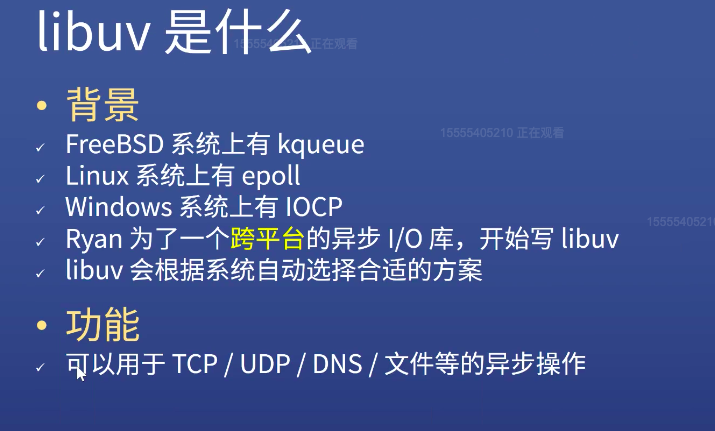 libuv 是什么
15555405210 正在观看
• 背景
✓ FreeBSD 系统上有 kqueue
15555405210 正在观看
✓ Linux 系统上有 epoll
✓ Windows 系统上有 IOCP
✓ Ryan 为了一个跨平台的异步 I/O 库，开始写 libuv
1555540521
✓ libuv 会根据系统自动选择合适的方案
• 功能
✓ 可以用于 TCP / UDP / DNS / 文件等的异步操作